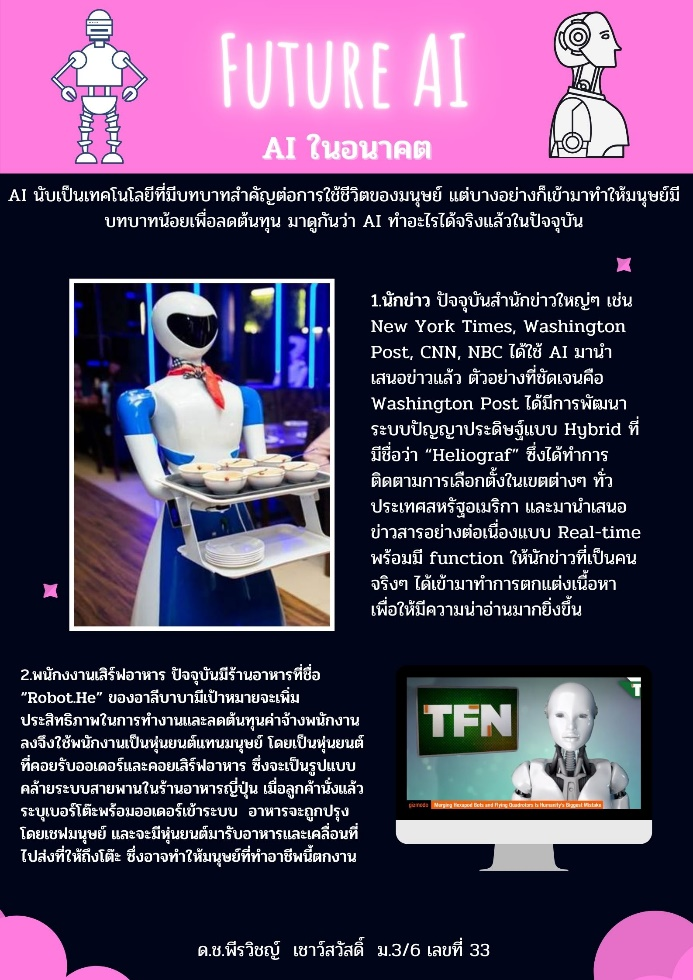 FUTURE AI
AI ในอนาคต
AI นับเป็นเทคโนโลยีที่มีบทบาทสำคัญต่อการใช้ชีวิตของมนุษย์ แต่บางอย่างก็เข้ามาทำให้มนุษย์มี
บทบาทน้อยเพื่อลดต้นทุน มาดูกันว่า AI ทำอะไรได้จริงแล้วในปัจจุบัน
1.นักข่าว ปัจจุบันสำนักข่าวใหญ่ๆ เช่น
New York Times, Washington
Post, CNN, NBC ได้ใช้ AI มานำ
เสนอข่าวแล้ว ตัวอย่างที่ชัดเจนคือ
Washington Post ได้มีการพัฒนา
ระบบปัญญาประดิษฐ์แบบ Hybrid ที่
มีชื่อว่า “Heliograf” ซึ่งได้ทำการ
ติดตามการเลือกตั้งในเขตต่างๆ ทั่ว
ประเทศสหรัฐอเมริกา และมานำเสนอ
ข่าวสารอย่างต่อเนื่องแบบ Real-time
พร้อมมี function ให้นักข่าวที่เป็นคน
จริงๆ ได้เข้ามาทำการตกแต่งเนื้อหา
เพื่อให้มีความน่าอ่านมากยิ่งขึ้น
2.พนักงงานเสิร์ฟอาหาร ปัจจุบันมีร้านอาหารที่ชื่อ
“Robot.He” ของอาลีบาบามีเป้าหมายจะเพิ่ม
ประสิทธิภาพในการทำงานและลดต้นทุนค่าจ้างพนักงาน
ลงจึงใช้พนักงานเป็นหุ่นยนต์แทนมนุษย์ โดยเป็นหุ่นยนต์
ที่คอยรับออเดอร์และคอยเสิร์ฟอาหาร ซึ่งจะเป็นรูปแบบ
คล้ายระบบสายพานในร้านอาหารญี่ปุ่น เมื่อลูกค้านั่งแล้ว
ระบุเบอร์โต๊ะพร้อมออเดอร์เข้าระบบ อาหารจะถูกปรุง
โดยเชฟมนุษย์ และจะมีหุ่นยนต์มารับอาหารและเคลื่อนที่
ไปส่งที่ให้ถึงโต๊ะ ซึ่งอาจทำให้มนุษย์ที่ทำอาชีพนี้ตกงาน
TFN
T
gizmodo Merging Hexapod Bots and Flying Quadrotors Is Humanity's Biggest Mistake
ด.ช.พีรวิชญ์ เชาว์สวัสดิ์ ม.3/6 เลขที่ 33